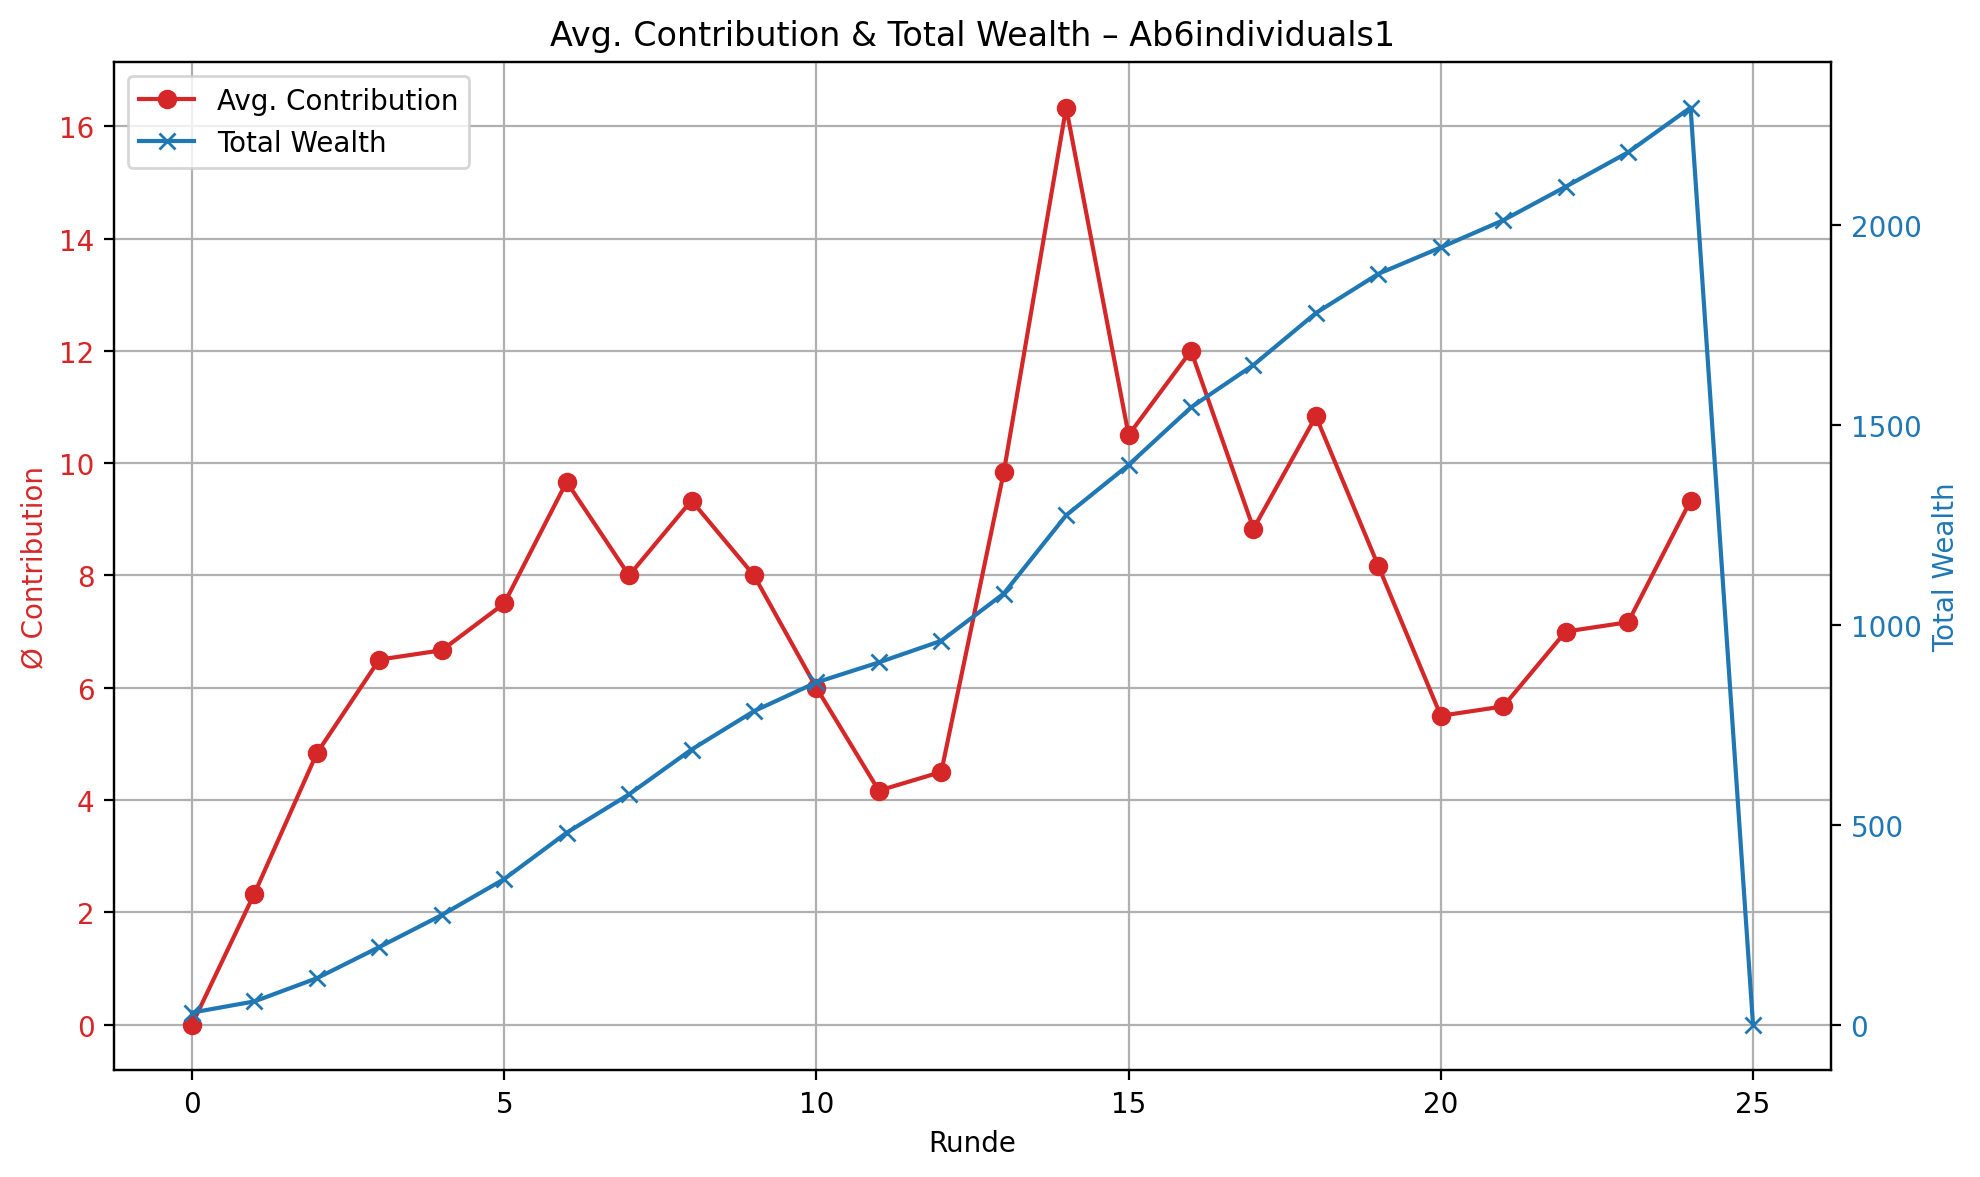 Avg. Contribution & Total Wealth – Ab6individuals1
Avg. Contribution
Total Wealth
16
14
12
10
8
6
4
2
0
Ø Contribution
2000
1500
1000
500
0
Total Wealth
0 5 10 15 20 25
Runde